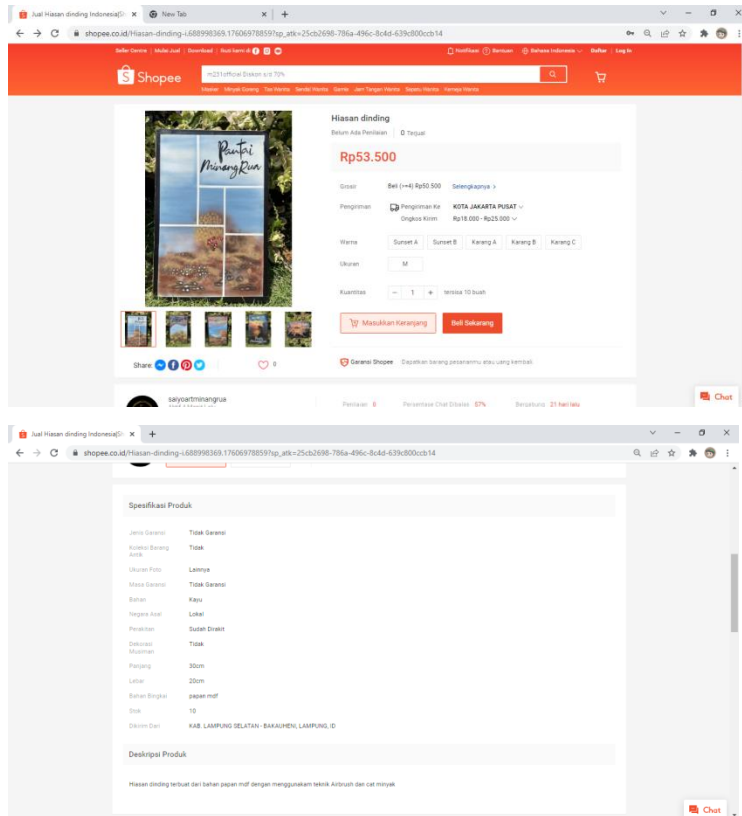 Jual Hiasan dinding Indonesia|Sh
New Tab
shopee.co.id/Hiasan-dinding-i.688998369.17606978859?sp_atk=25cb2698-786a-496c-8c4d-639c800ccb14
Seller Centre | Mulai Jual | Download | Ikuti kami di
Notifikasi Bantuan Bahasa Indonesia Daftar | Log In
Shopee
m231official Diskon s/d 70%
Masker Minyak Goreng Tas Wanita Sandal Wanita Gamis Jam Tangan Wanita Sepatu Wanita Kemeja Wanita
Pantai
Minang Rua
Hiasan dinding
Belum Ada Penilaian 0 Terjual
Rp53.500
Grosir Beli (>=4) Rp50.500 Selengkapnya >
Pengiriman Pengiriman Ke KOTA JAKARTA PUSAT
Ongkos Kirim Rp18.000 - Rp25.000
Warna Sunset A Sunset B Karang A Karang B Karang C
Ukuran M
Kuantitas − 1 + tersisa 10 buah
Masukkan Keranjang Beli Sekarang
Share:
0
Garansi Shopee Dapatkan barang pesananmu atau uang kembali.
saiyoartminangrua
Penilaian 0 Persentase Chat Dibalas 57% Bergabung 21 hari lalu
Chat
Jual Hiasan dinding Indonesia|Sh
shopee.co.id/Hiasan-dinding-i.688998369.17606978859?sp_atk=25cb2698-786a-496c-8c4d-639c800ccb14
Spesifikasi Produk
Jenis Garansi Tidak Garansi
Koleksi Barang Antik Tidak
Ukuran Foto Lainnya
Masa Garansi Tidak Garansi
Bahan Kayu
Negara Asal Lokal
Perakitan Sudah Dirakit
Dekorasi Musiman Tidak
Panjang 30cm
Lebar 20cm
Bahan Bingkai papan mdf
Stok 10
Dikirim Dari KAB. LAMPUNG SELATAN - BAKAUHENI, LAMPUNG, ID
Deskripsi Produk
Hiasan dinding terbuat dari bahan papan mdf dengan menggunakam teknik Airbrush dan cat minyak
Chat